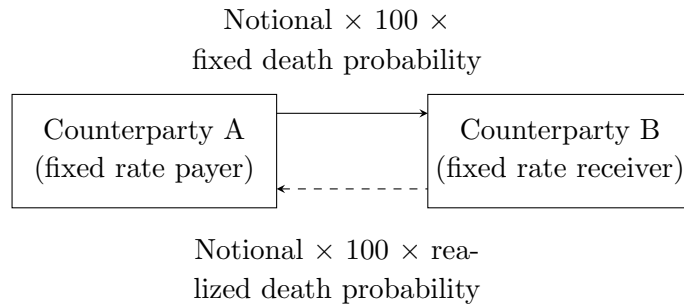 Notional × 100 ×
fixed death probability
Counterparty A
(fixed rate payer)
Counterparty B
(fixed rate receiver)
Notional × 100 × rea-
lized death probability